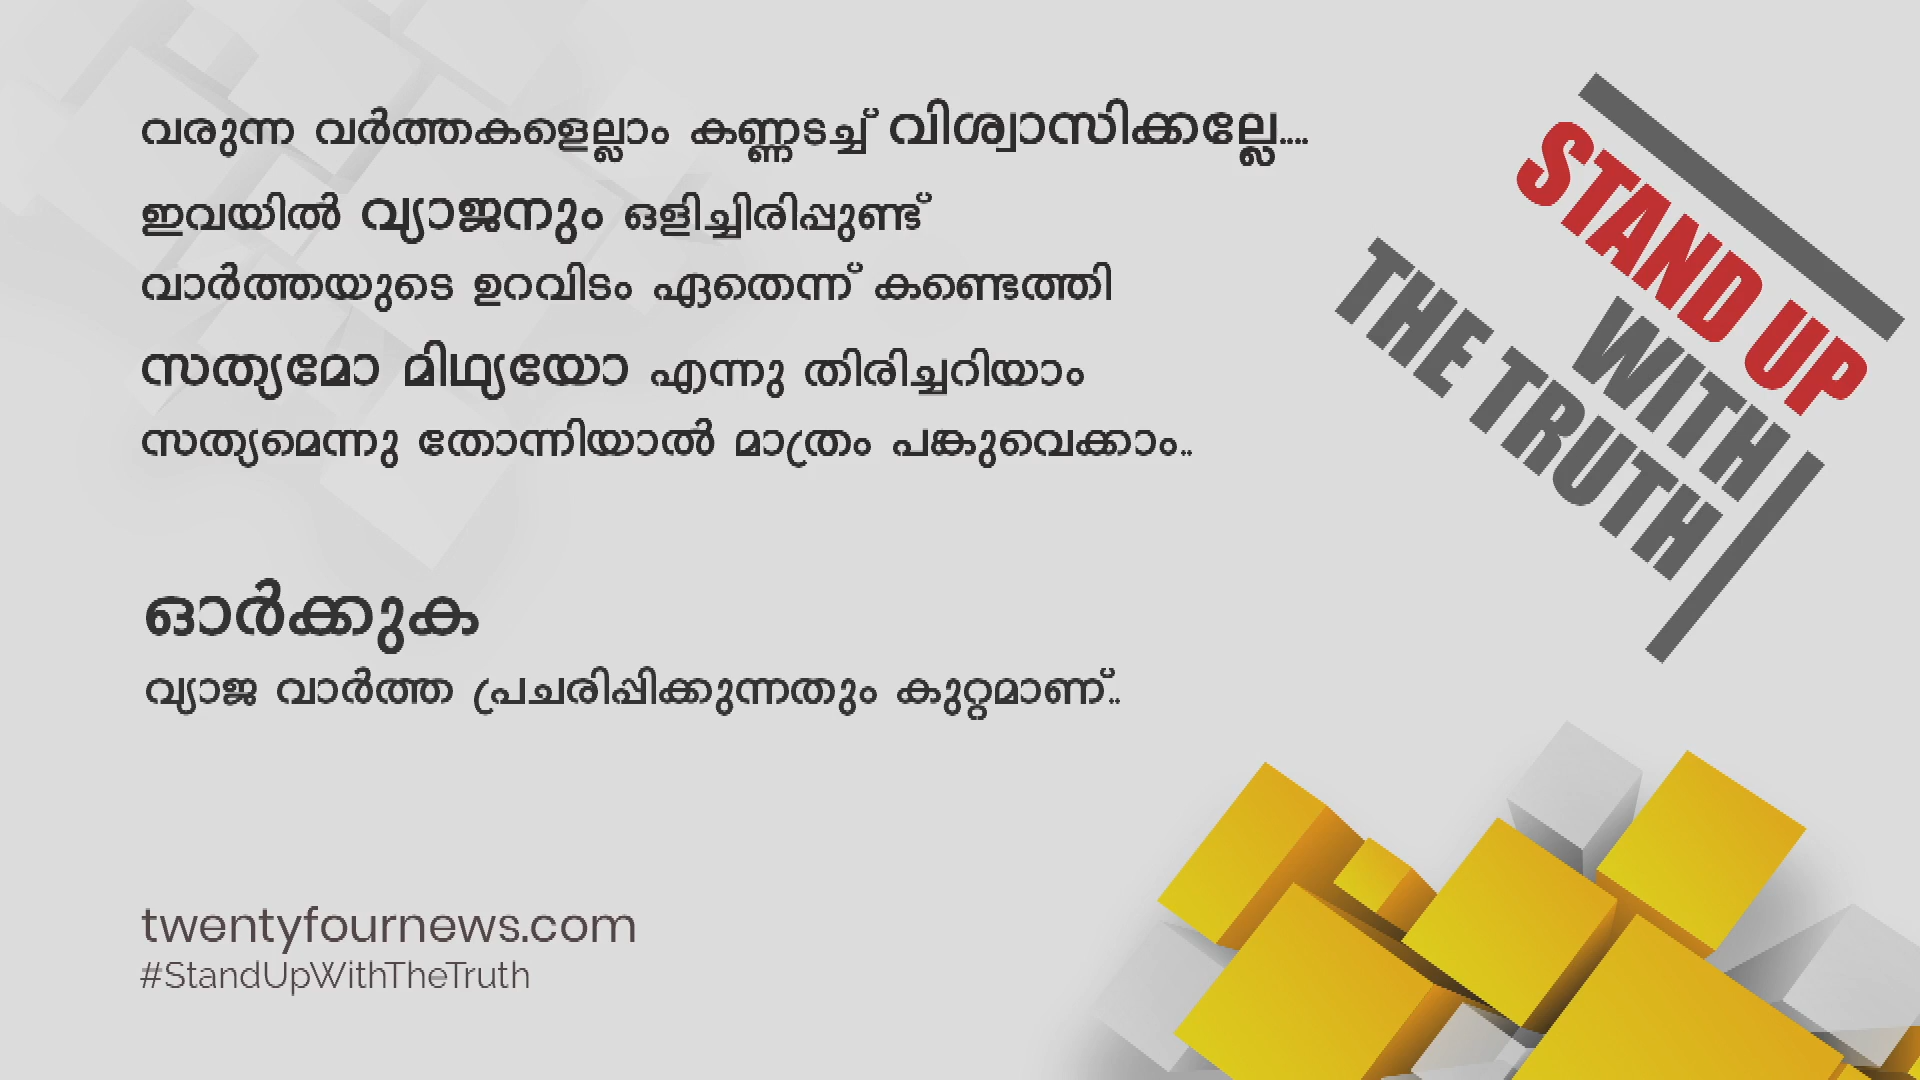 വരുന്ന വർത്തകളെല്ലാം കണ്ണടച്ച് വിശ്വാസിക്കല്ലേ....
ഇവയിൽ വ്യാജനും ഒളിച്ചിരിപ്പുണ്ട്
വാർത്തയുടെ ഉറവിടം ഏതെന്ന് കണ്ടെത്തി
സത്യമോ മിഥ്യയോ എന്നു തിരിച്ചറിയാം
സത്യമെന്നു തോന്നിയാൽ മാത്രം പങ്കുവെക്കാം..
ഓർക്കുക
വ്യാജ വാർത്ത പ്രചരിപ്പിക്കുന്നതും കുറ്റമാണ്..
twentyfournews.com
#StandUpWithTheTruth
STAND UP
WITH
THE TRUTH